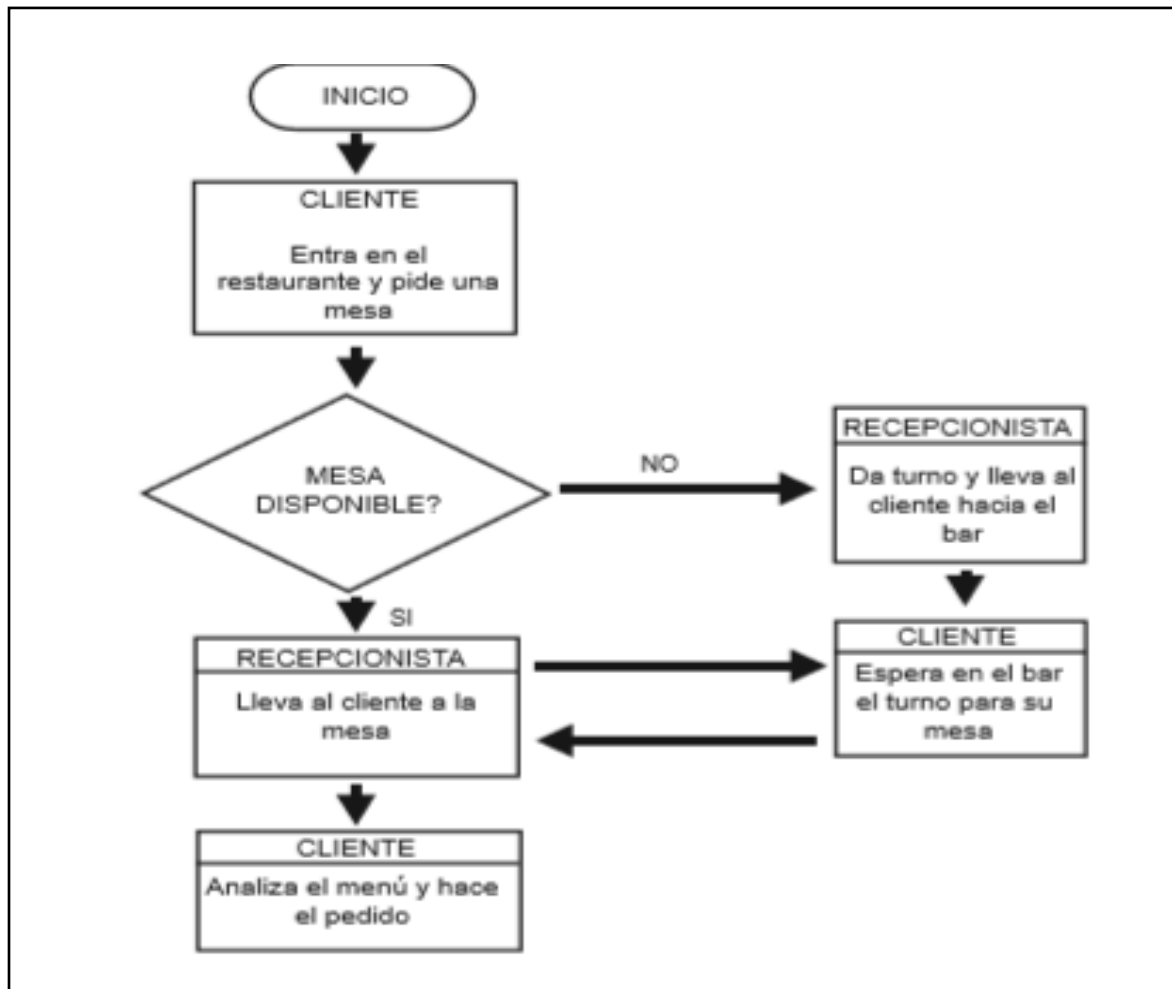 INICIO
CLIENTE
Entra en el
restaurante y pide una
mesa
MESA
DISPONIBLE?
NO
RECEPCIONISTA
Da turno y lleva al
cliente hacia el
bar
SI
RECEPCIONISTA
Lleva al cliente a la
mesa
CLIENTE
Espera en el bar
el turno para su
mesa
CLIENTE
Analiza el menú y hace
el pedido